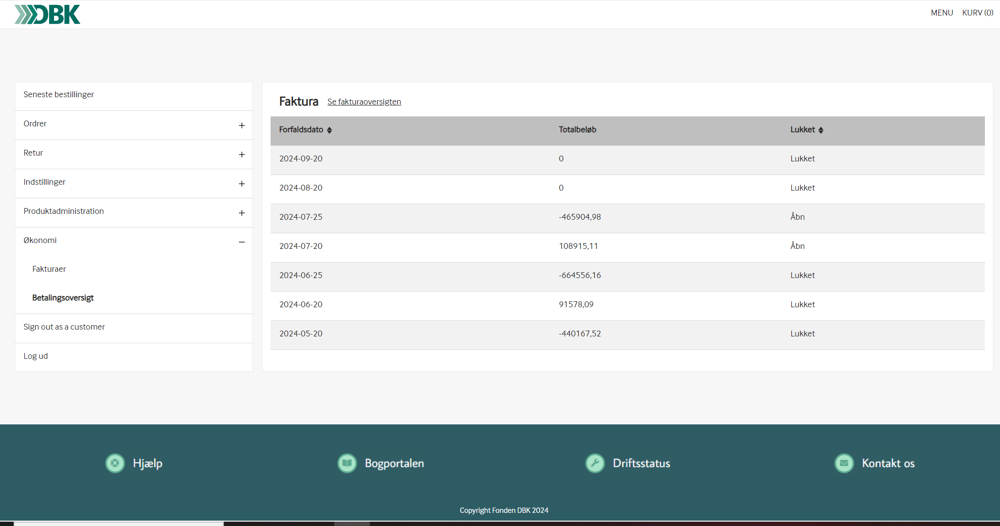 DBK
MENU KURV (0)
Seneste bestillinger
Ordrer
Retur
Indstillinger
Produktadministration
Økonomi
Fakturaer
Betalingsoversigt
Sign out as a customer
Log ud
Faktura Se fakturaoversigten
Forfaldsdato Totalbeløb Lukket
2024-09-20 0 Lukket
2024-08-20 0 Lukket
2024-07-25 -465904,98 Åbn
2024-07-20 108915,11 Åbn
2024-06-25 -664556,16 Lukket
2024-06-20 91578,09 Lukket
2024-05-20 -440167,52 Lukket
Hjælp Bogportalen Driftsstatus Kontakt os
Copyright Fonden DBK 2024